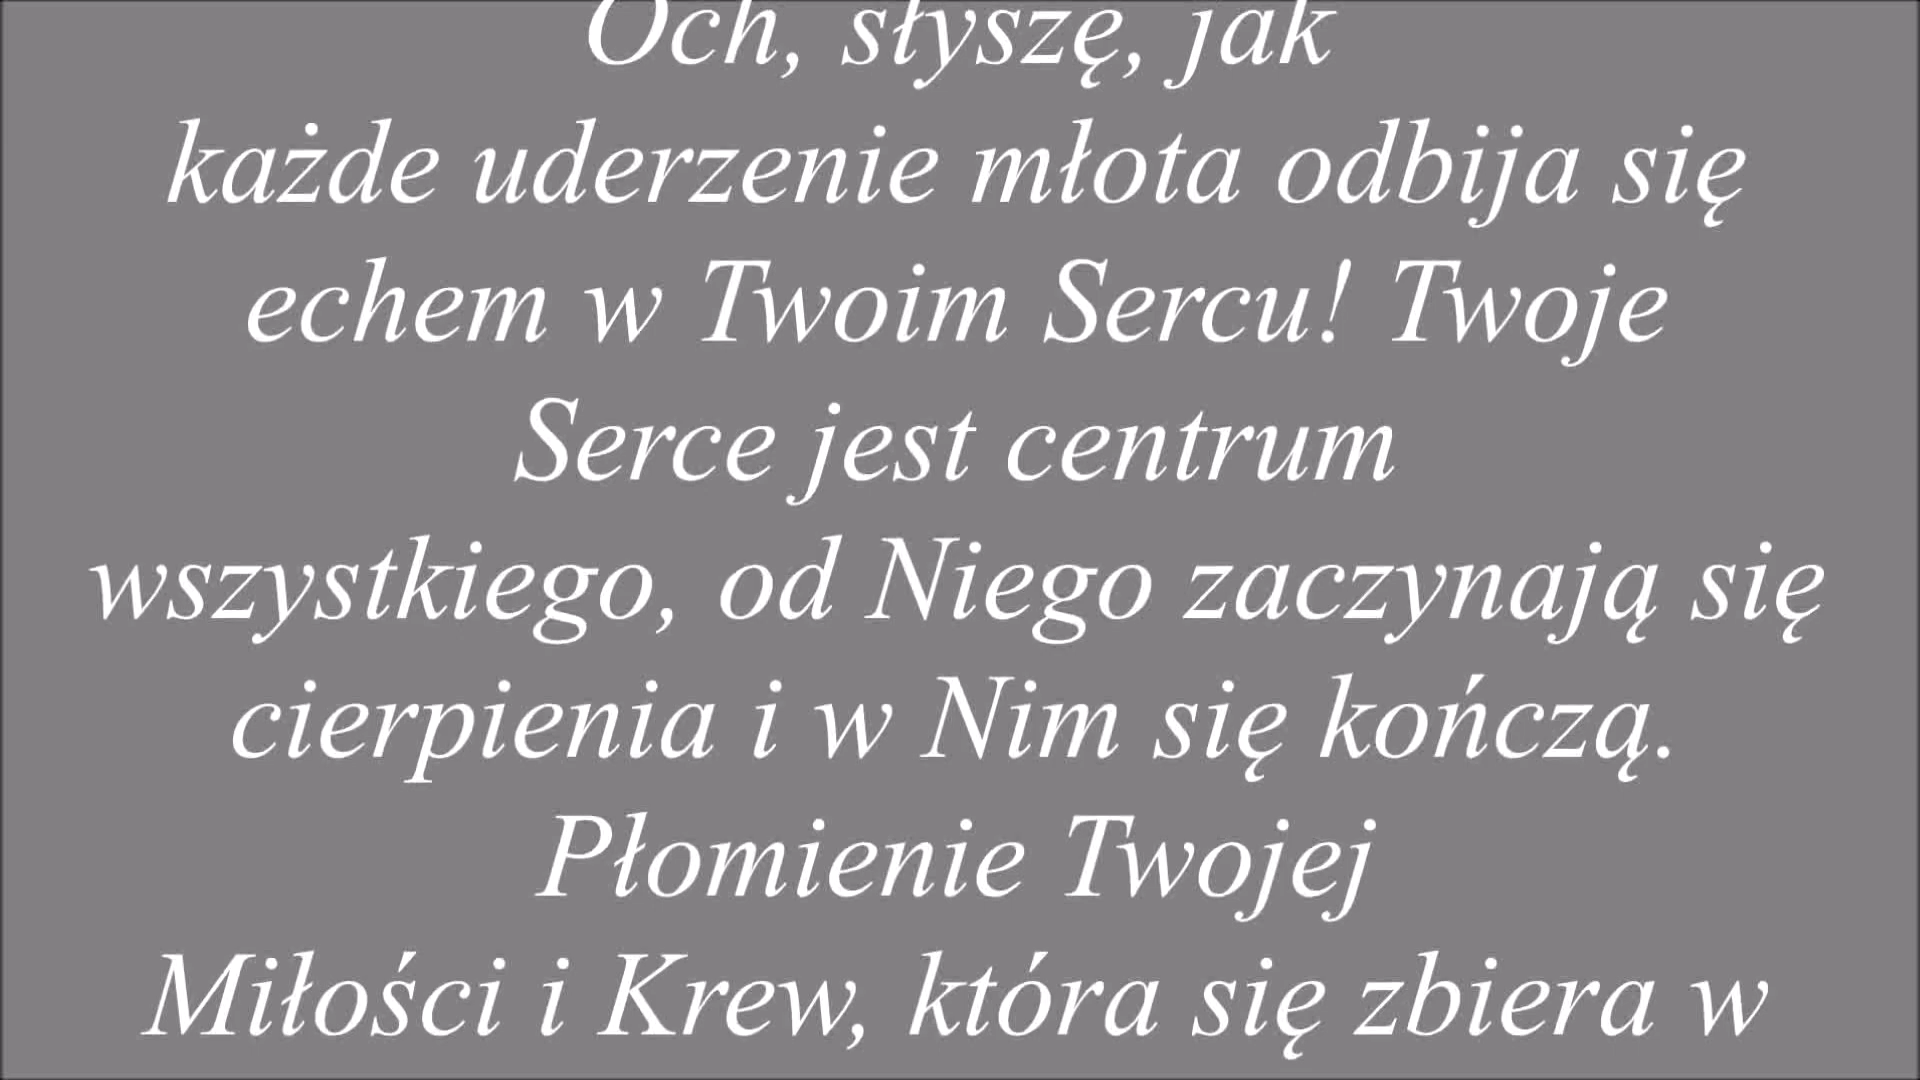 Och, słyszę, jak
każde uderzenie młota odbija się
echem w Twoim Sercu! Twoje
Serce jest centrum
wszystkiego, od Niego zaczynają się
cierpienia i w Nim się kończą.
Płomienie Twojej
Miłości i Krew, która się zbiera w